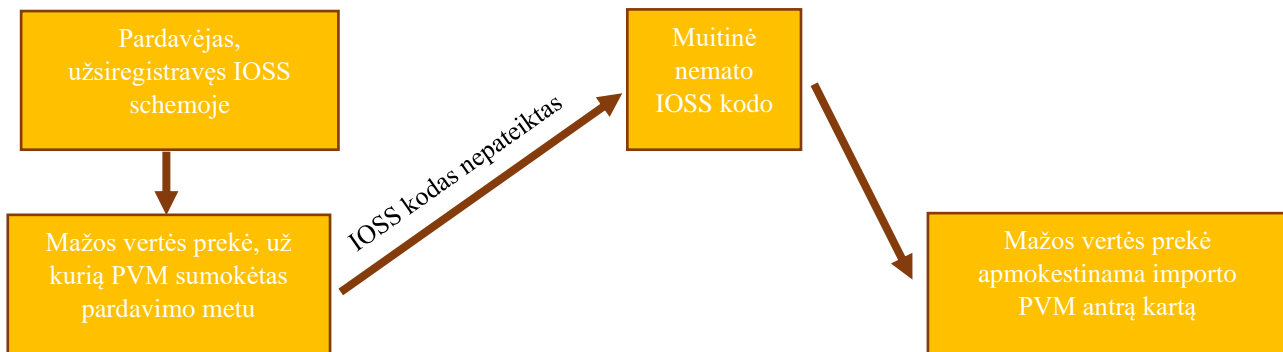 Pardavėjas,
užsiregistravęs IOSS
schemoje
Mažos vertės prekė, už
kurią PVM sumokėtas
pardavimo metu
IOSS kodas nepateiktas
Muitinė
nemato
IOSS kodo
Mažos vertės prekė
apmokestinama importo
PVM antrą kartą